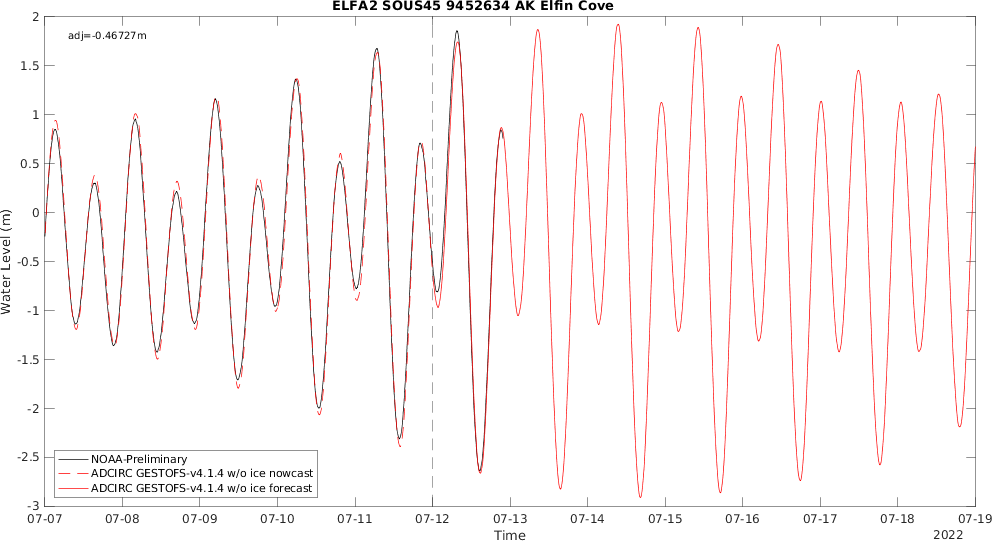 ELFA2 SOUS45 9452634 AK Elfin Cove
adj=-0.46727m
2
1.5
1
0.5
0
-0.5
-1
-1.5
-2
-2.5
-3
Water Level (m)
NOAA-Preliminary
ADCIRC GESTOFS-v4.1.4 w/o ice nowcast
ADCIRC GESTOFS-v4.1.4 w/o ice forecast
07-07 07-08 07-09 07-10 07-11 07-12 07-13 07-14 07-15 07-16 07-17 07-18 07-19
Time
2022